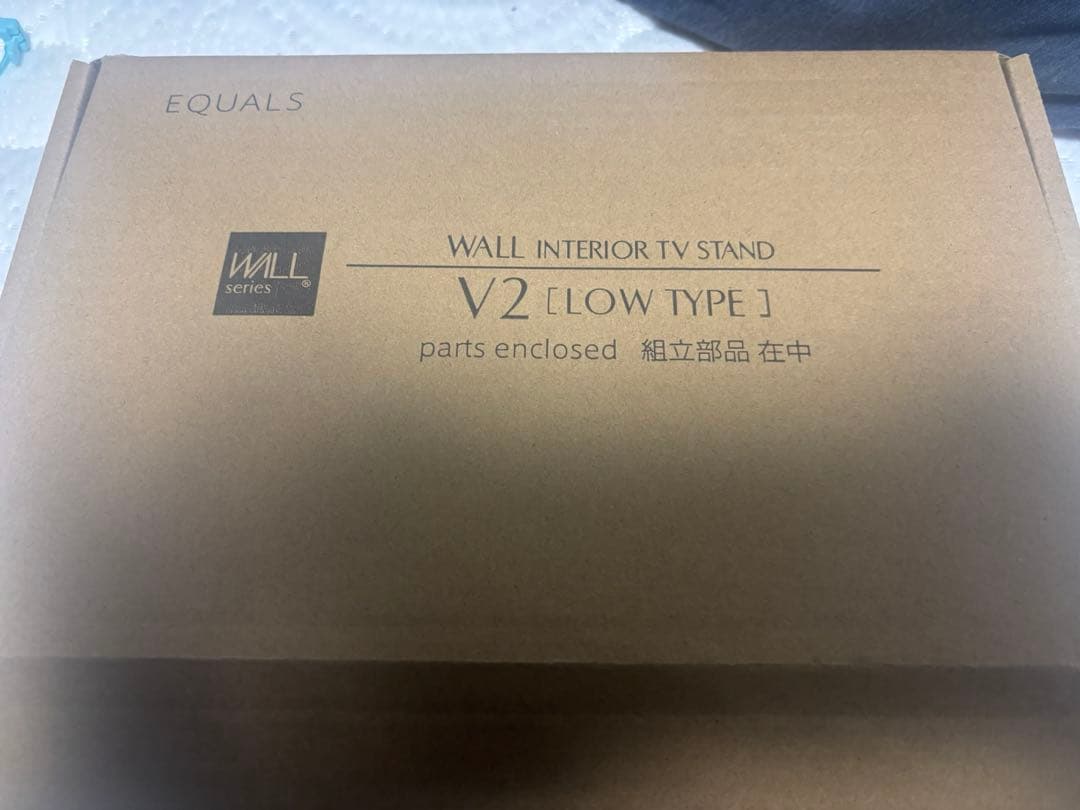 EQUALS
WALL
series ®
WALL INTERIOR TV STAND
V2 [LOW TYPE]
parts enclosed 組立部品 在中